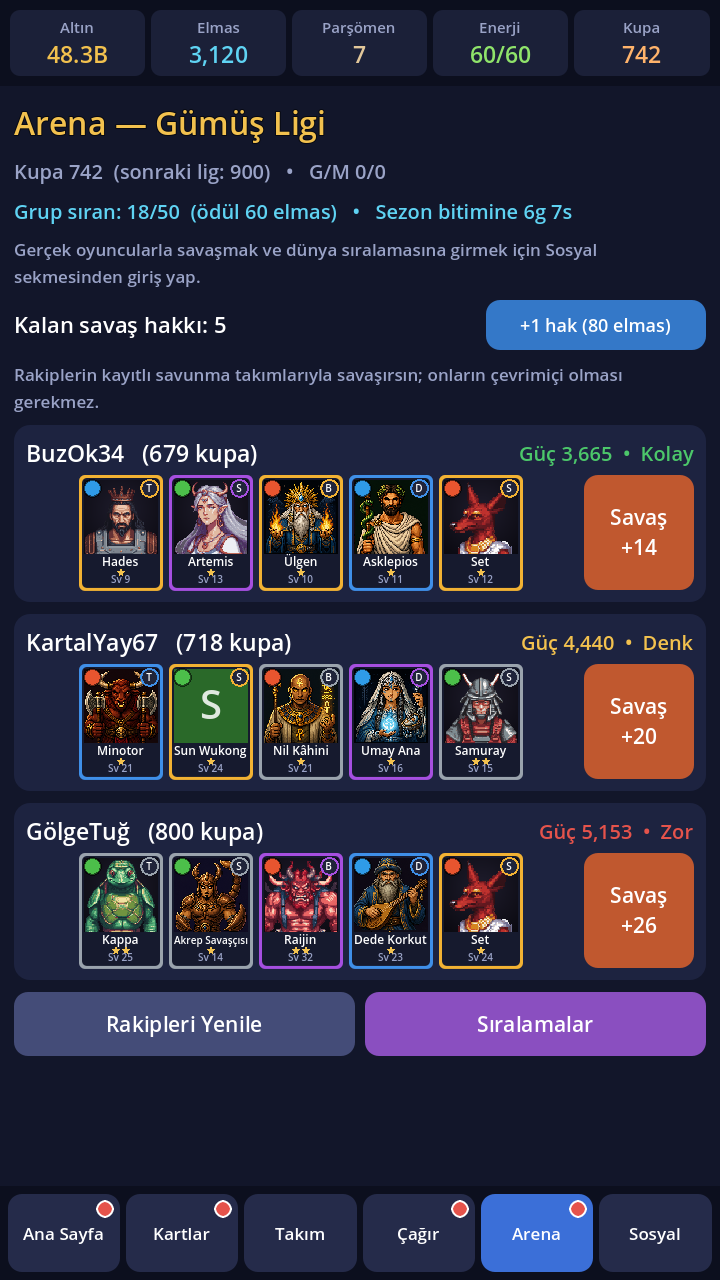 Altın Elmas Parşömen Enerji Kupa
48.3B 3,120 7 60/60 742
Arena — Gümüş Ligi
Kupa 742 (sonraki lig: 900) • G/M 0/0
Grup sıran: 18/50 (ödül 60 elmas) • Sezon bitimine 6g 7s
Gerçek oyuncularla savaşmak ve dünya sıralamasına girmek için Sosyal
sekmesinden giriş yap.
Kalan savaş hakkı: 5 +1 hak (80 elmas)
Rakiplerin kayıtlı savunma takımlarıyla savaşırsın; onların çevrimiçi olması
gerekmez.
BuzOk34 (679 kupa) Güç 3,665 • Kolay
T S B D S
Hades Artemis Ülgen Asklepios Set
Sv 9 Sv 13 Sv 10 Sv 11 Sv 12
Savaş
+14
KartalYay67 (718 kupa) Güç 4,440 • Denk
T S B D S
S
Minotor Sun Wukong Nil Kâhini Umay Ana Samuray
Sv 21 Sv 24 Sv 21 Sv 16 Sv 15
Savaş
+20
GölgeTuğ (800 kupa) Güç 5,153 • Zor
T S B D S
Kappa Akrep Savaşçısı Raijin Dede Korkut Set
Sv 25 Sv 14 Sv 32 Sv 23 Sv 24
Savaş
+26
Rakipleri Yenile Sıralamalar
Ana Sayfa Kartlar Takım Çağır Arena Sosyal